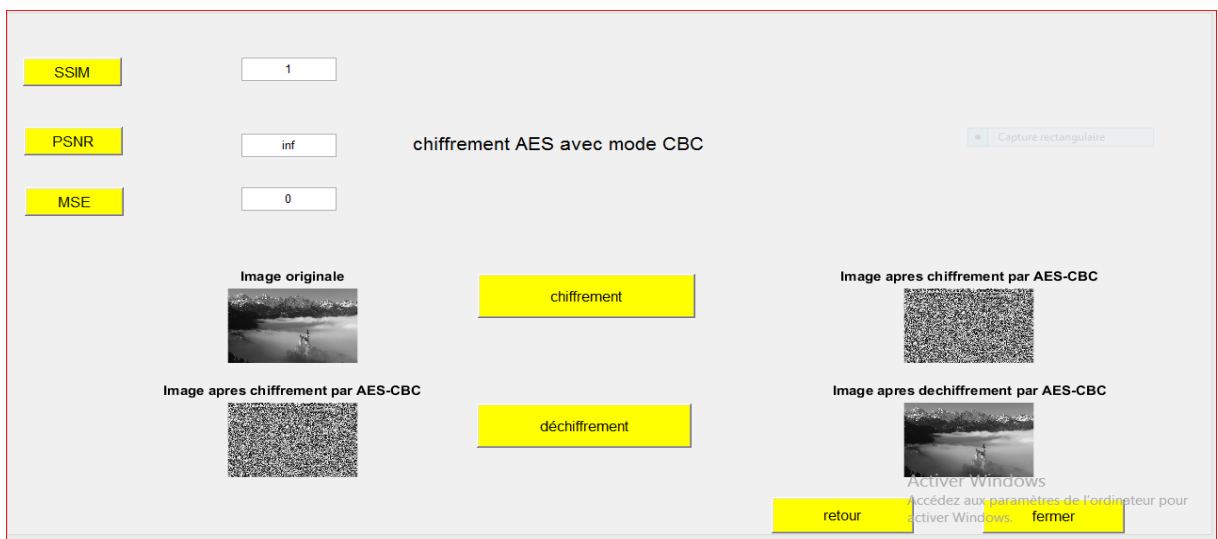 SSIM
1
PSNR
inf
chiffrement AES avec mode CBC
Capture rectangulaire
MSE
0
Image originale
chiffrement
Image apres chiffrement par AES-CBC
Image apres chiffrement par AES-CBC
déchiffrement
Image apres dechiffrement par AES-CBC
Activer Windows
Accédez aux paramètres de l'ordinateur pour
activer Windows.
retour
fermer